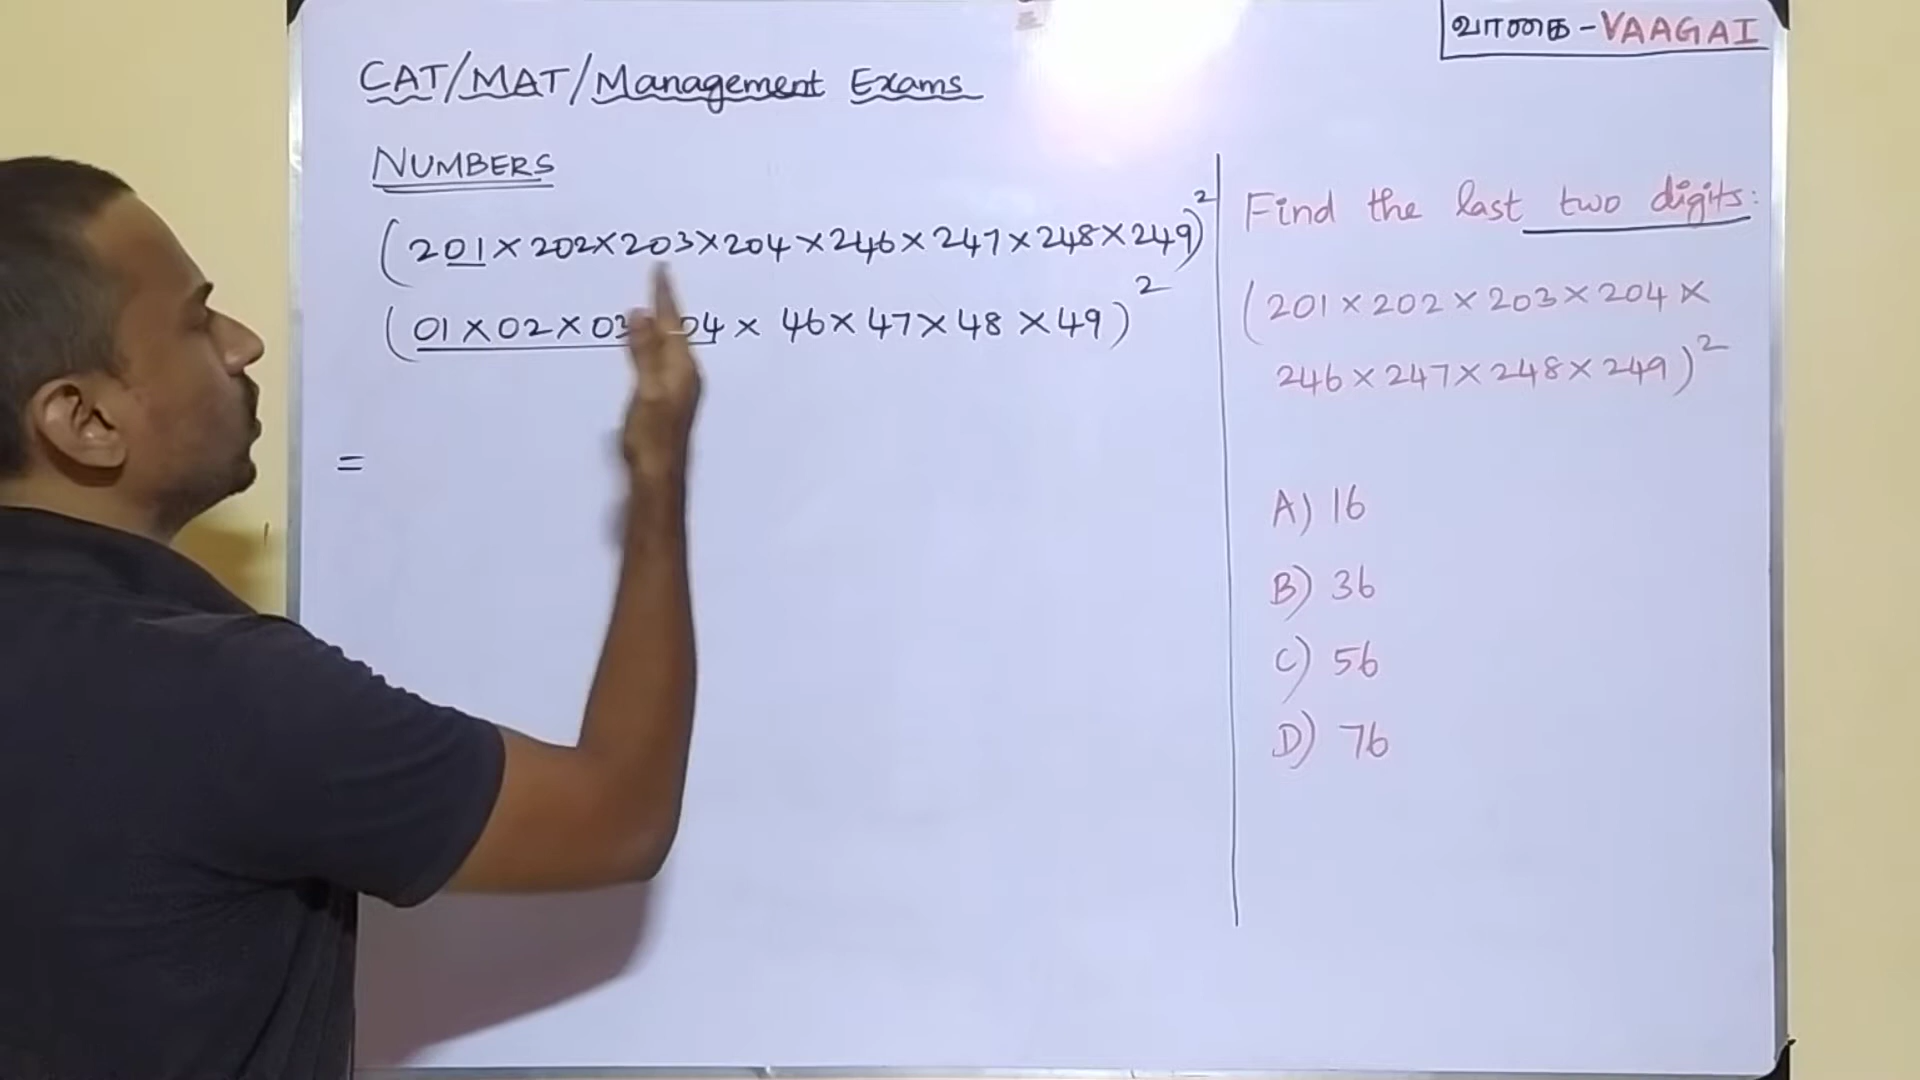 வாகை - VAAGAI
CAT/MAT/Management Exams
NUMBERS
(201 × 202 × 203 × 204 × 246 × 247 × 248 × 249)²
(01 × 02 × 03 04 × 46 × 47 × 48 × 49)²
=
Find the last two digits:
(201 × 202 × 203 × 204 ×
246 × 247 × 248 × 249)²
A) 16
B) 36
C) 56
D) 76